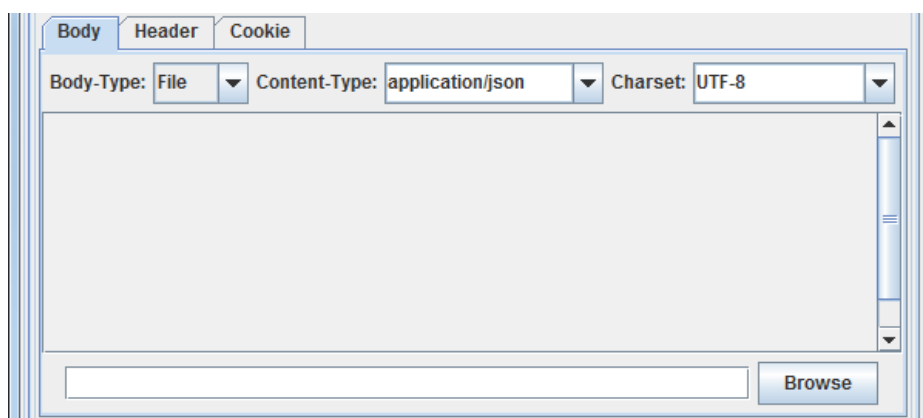 Body Header Cookie
Body-Type: File Content-Type: application/json Charset: UTF-8
Browse